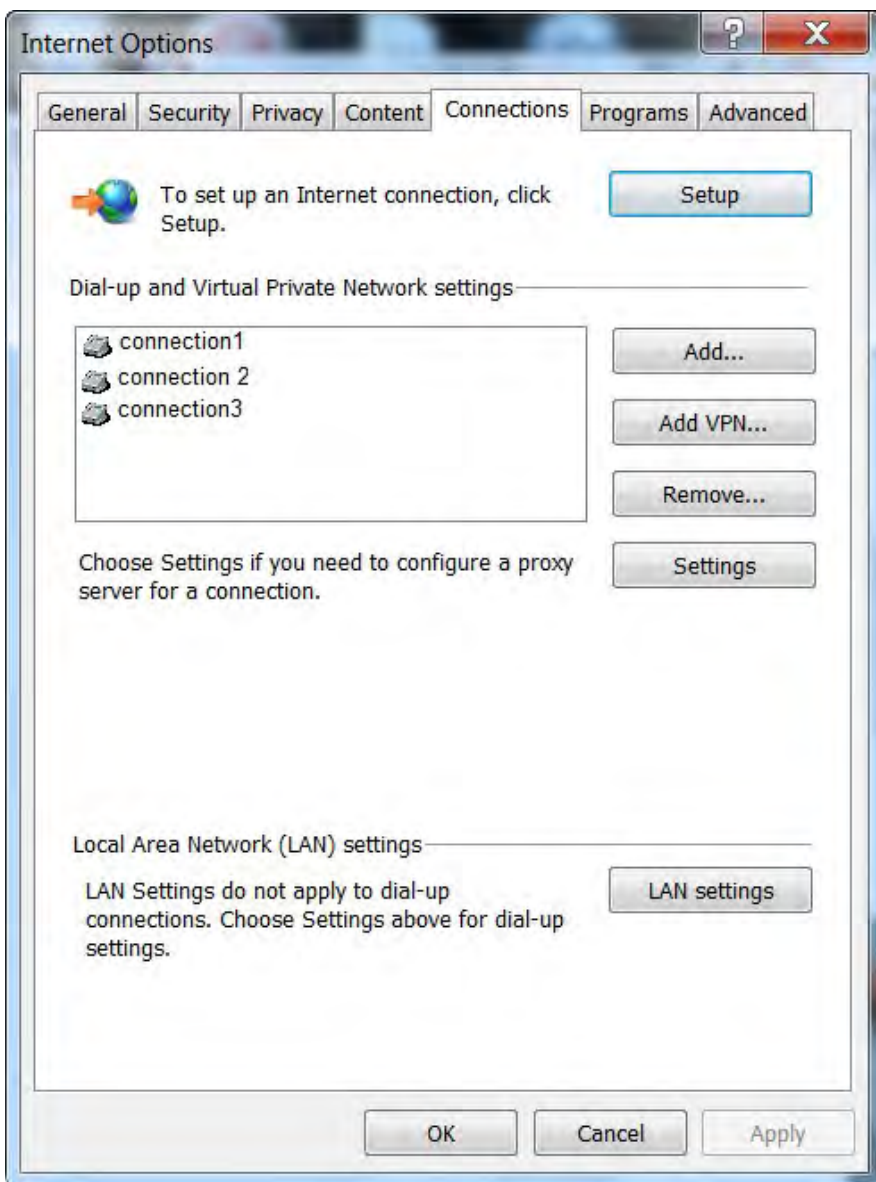 Internet Options
General Security Privacy Content Connections Programs Advanced
To set up an Internet connection, click
Setup.
Setup
Dial-up and Virtual Private Network settings
connection1
connection 2
connection3
Add...
Add VPN...
Remove...
Choose Settings if you need to configure a proxy
server for a connection.
Settings
Local Area Network (LAN) settings
LAN Settings do not apply to dial-up
connections. Choose Settings above for dial-up
settings.
LAN settings
OK Cancel Apply